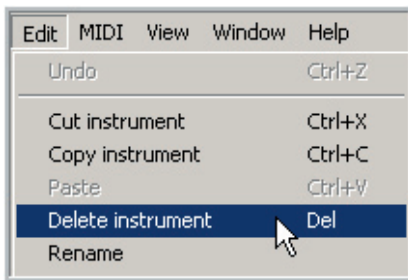 Edit MIDI View Window Help
Undo Ctrl+Z
Cut instrument Ctrl+X
Copy instrument Ctrl+C
Paste Ctrl+V
Delete instrument Del
Rename